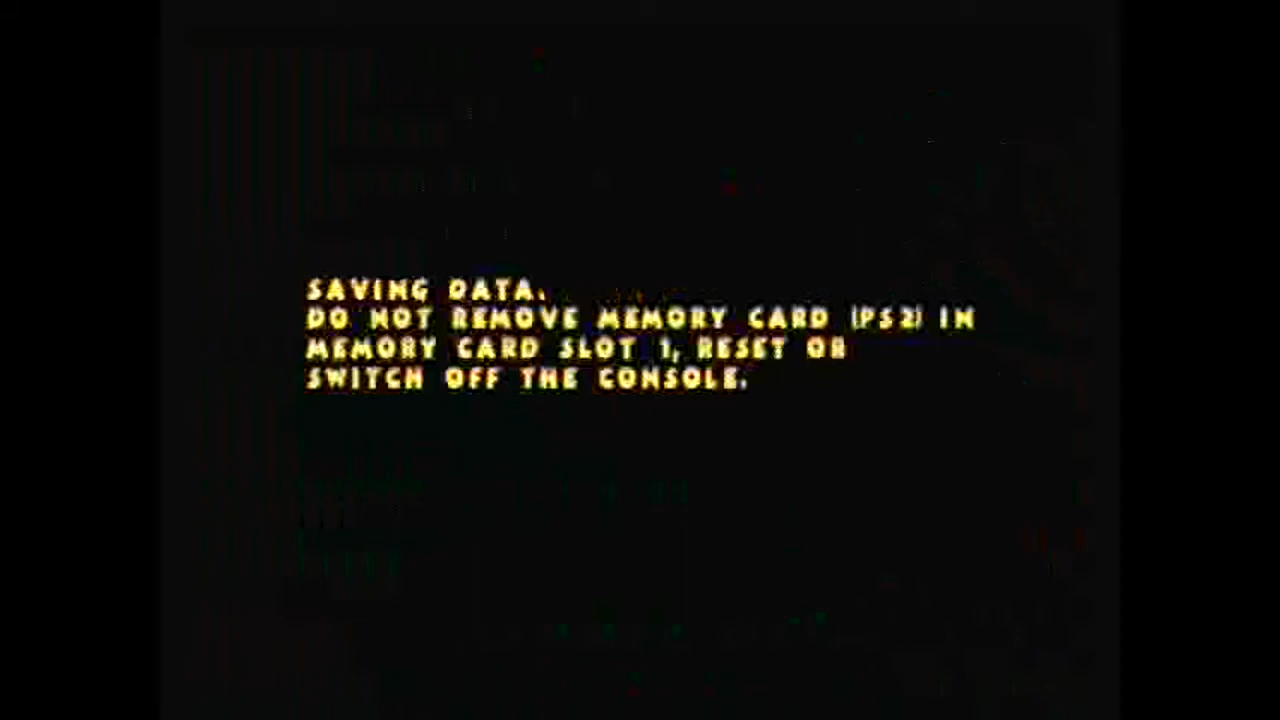 SAVING DATA.
DO NOT REMOVE MEMORY CARD (PS2) IN
MEMORY CARD SLOT 1, RESET OR
SWITCH OFF THE CONSOLE.